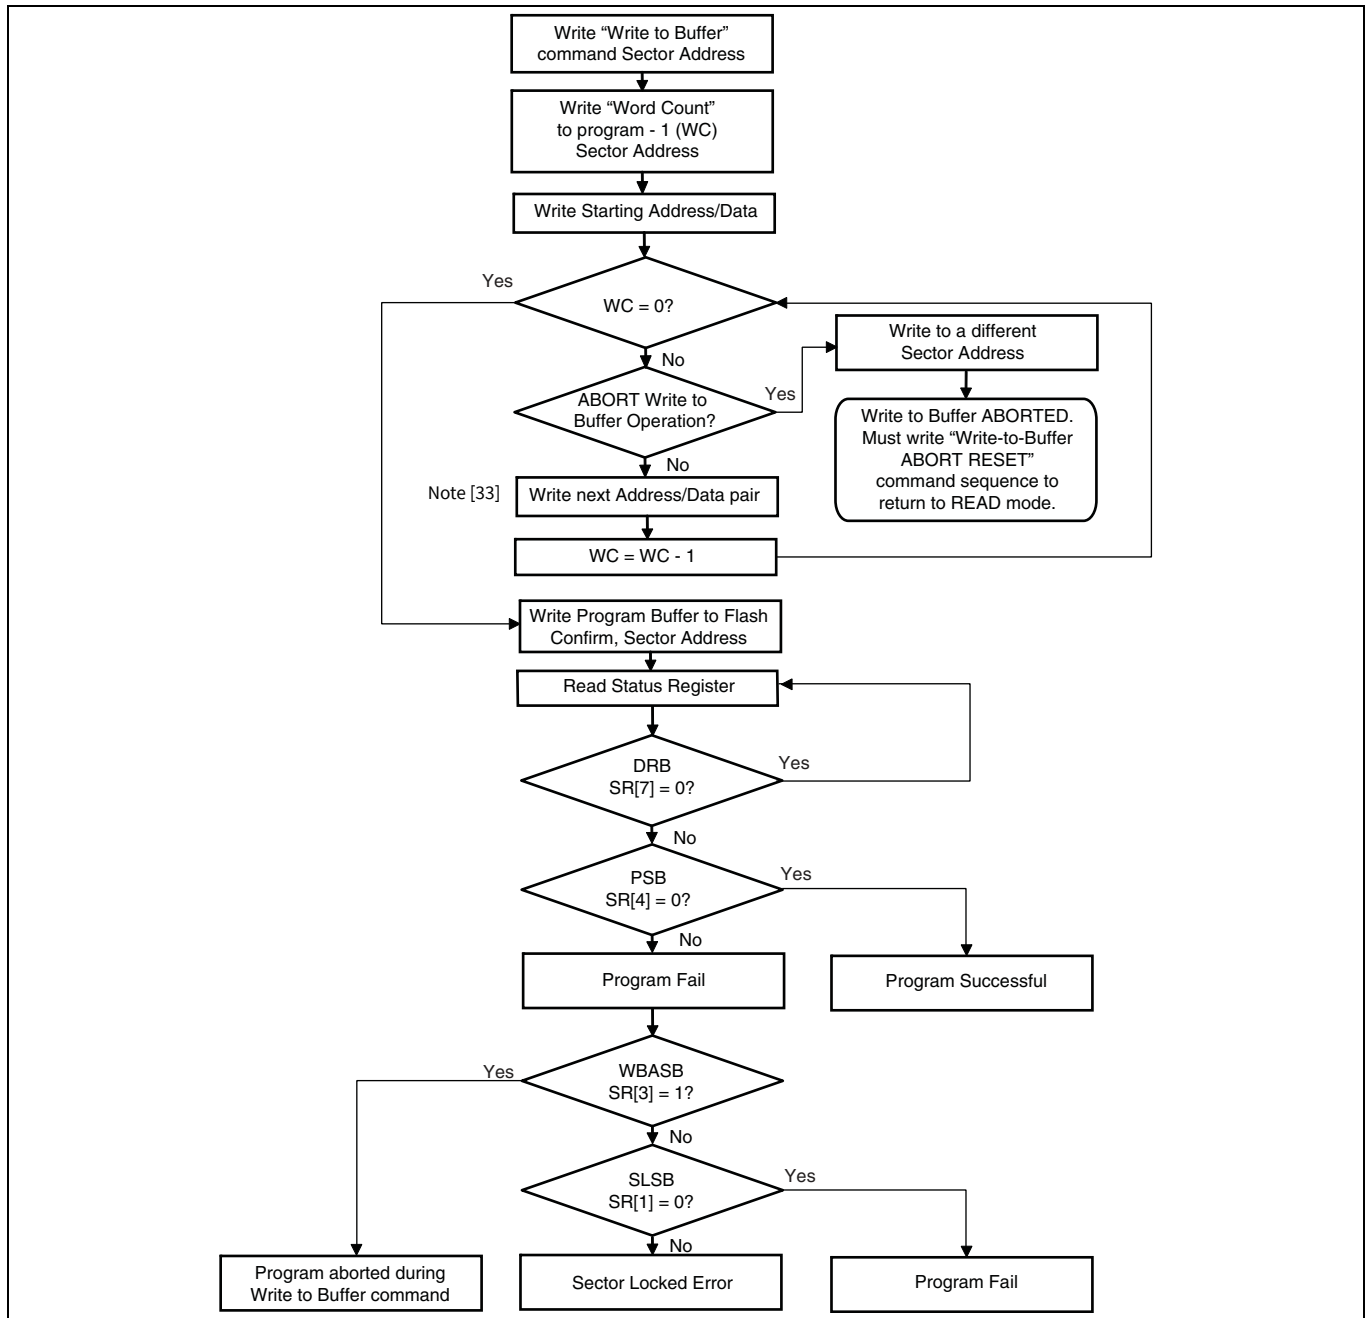 Write “Write to Buffer”
command Sector Address
Write “Word Count”
to program - 1 (WC)
Sector Address
Write Starting Address/Data
Yes
WC = 0?
No
Write to a different
Sector Address
ABORT Write to
Buffer Operation?
Yes
Write to Buffer ABORTED.
Must write “Write-to-Buffer
ABORT RESET”
command sequence to
return to READ mode.
No
Note [33]
Write next Address/Data pair
WC = WC - 1
Write Program Buffer to Flash
Confirm, Sector Address
Read Status Register
DRB
SR[7] = 0?
Yes
No
PSB
SR[4] = 0?
Yes
No
Program Fail
Program Successful
Yes
WBASB
SR[3] = 1?
No
SLSB
SR[1] = 0?
Yes
No
Program aborted during
Write to Buffer command
Sector Locked Error
Program Fail